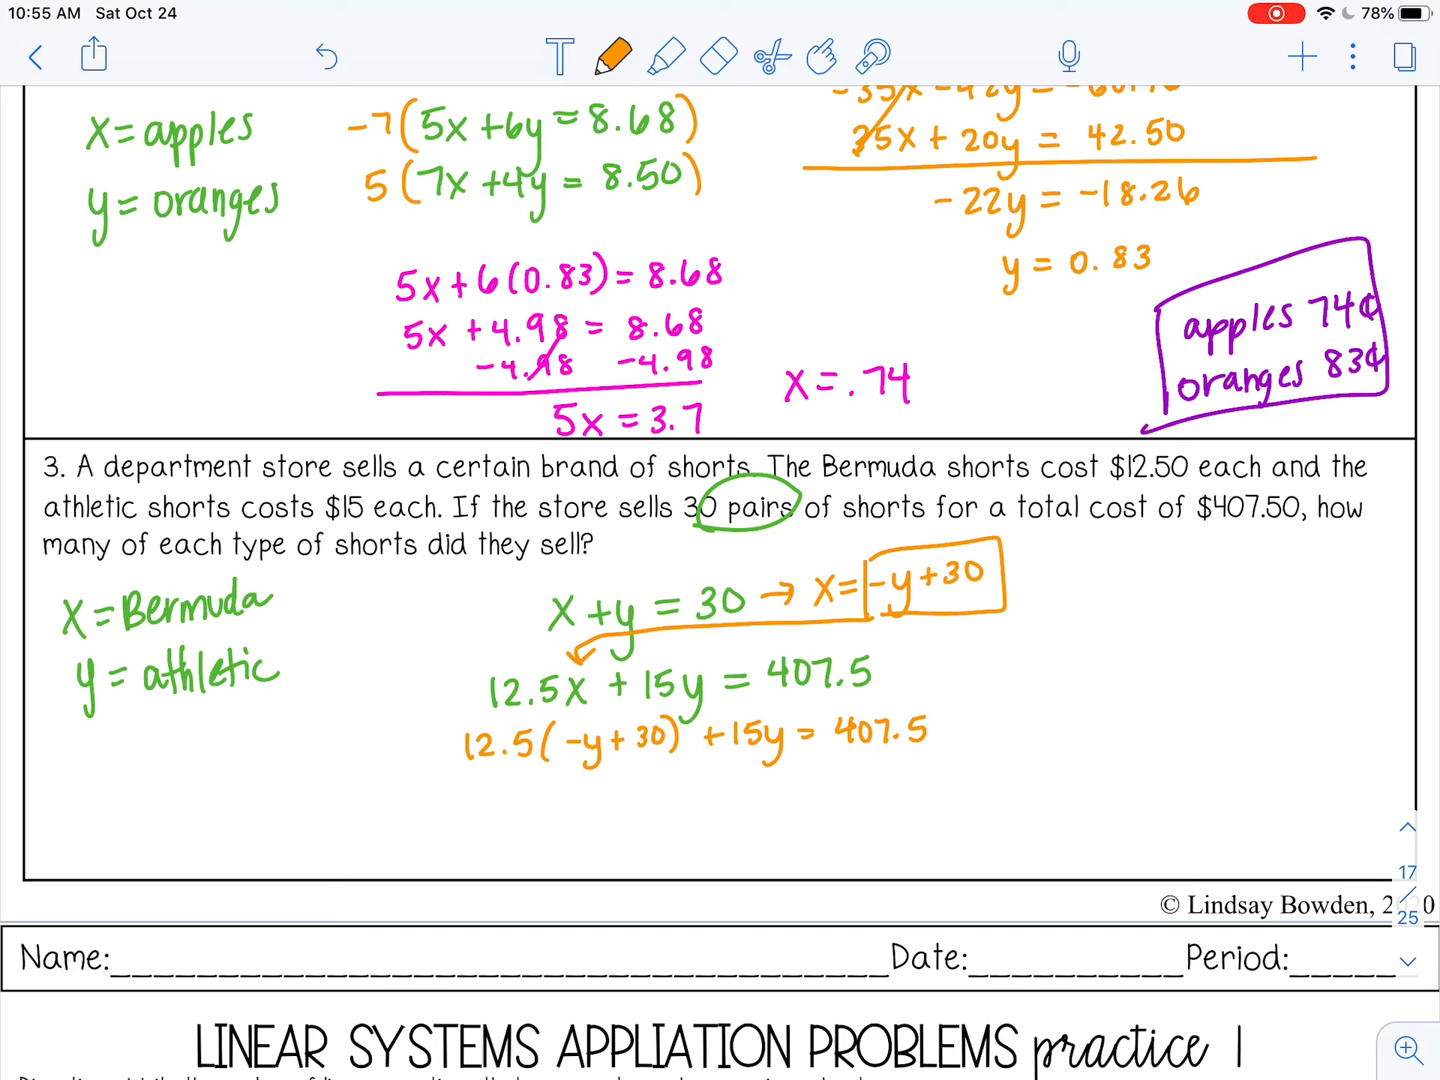 10:55 AM Sat Oct 24
78%
T
-35x - 42y = -60.76
x = apples
-7(5x + 6y = 8.68)
35x + 20y = 42.50
y = oranges
5(7x + 4y = 8.50)
-22y = -18.26
y = 0.83
5x + 6(0.83) = 8.68
5x + 4.98 = 8.68
-4.98 -4.98
5x = 3.7
x = .74
apples 74¢
oranges 83¢
3. A department store sells a certain brand of shorts. The Bermuda shorts cost $12.50 each and the
athletic shorts costs $15 each. If the store sells 30 pairs of shorts for a total cost of $407.50, how
many of each type of shorts did they sell?
x = Bermuda
y = athletic
x + y = 30 → x = -y + 30
12.5x + 15y = 407.5
12.5(-y + 30) + 15y = 407.5
17
25
© Lindsay Bowden, 2020
Name: Date: Period:
LINEAR SYSTEMS APPLIATION PROBLEMS practice 1